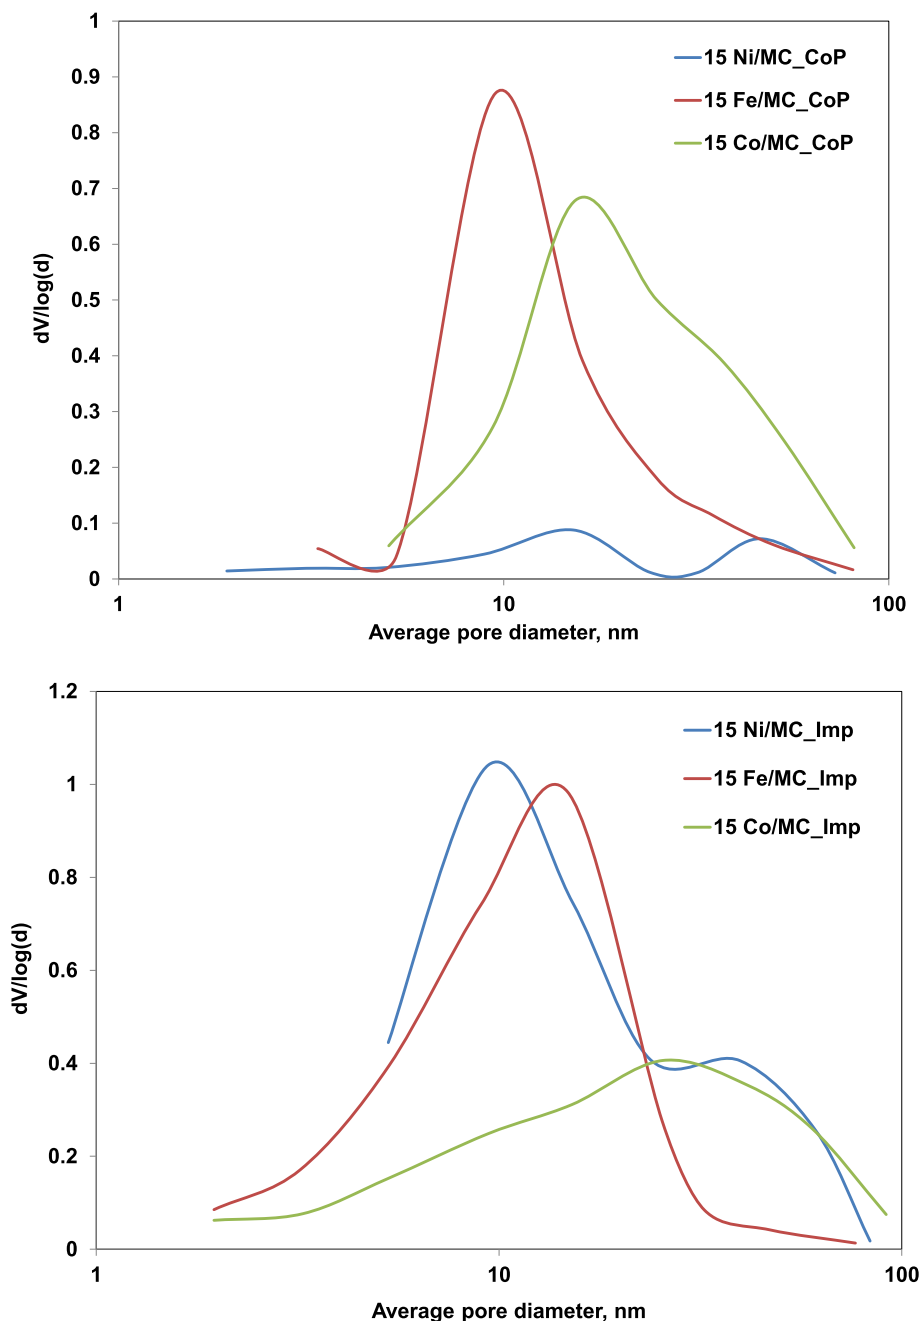 1
0.9
0.8
0.7
0.6
0.5
0.4
0.3
0.2
0.1
0
dV/log(d)
15 Ni/MC_CoP
15 Fe/MC_CoP
15 Co/MC_CoP
1 10 100
Average pore diameter, nm
1.2
1
0.8
0.6
0.4
0.2
0
dV/log(d)
15 Ni/MC_Imp
15 Fe/MC_Imp
15 Co/MC_Imp
1 10 100
Average pore diameter, nm